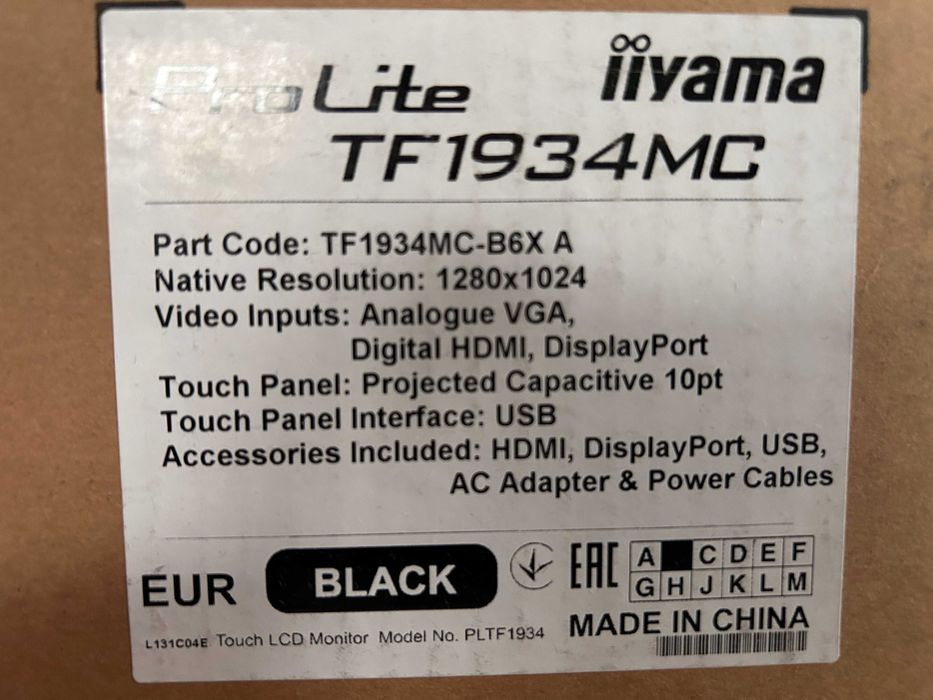 ProLite
iiyama
TF1934MC
Part Code: TF1934MC-B6X A
Native Resolution: 1280x1024
Video Inputs: Analogue VGA,
Digital HDMI, DisplayPort
Touch Panel: Projected Capacitive 10pt
Touch Panel Interface: USB
Accessories Included: HDMI, DisplayPort, USB,
AC Adapter & Power Cables
EUR BLACK EAC A C D E F
G H J K L M
MADE IN CHINA
L131C04E Touch LCD Monitor Model No. PLTF1934